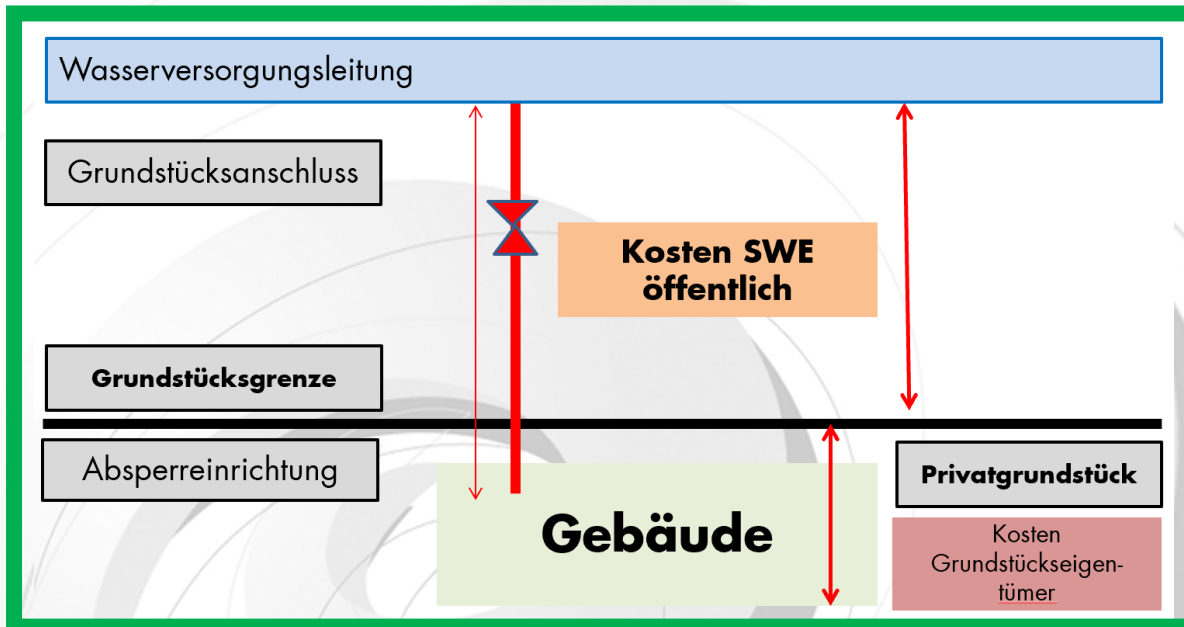 Wasserversorgungsleitung
Grundstücksanschluss
Kosten SWE
öffentlich
Grundstücksgrenze
Absperreinrichtung
Gebäude
Privatgrundstück
Kosten
Grundstückseigen-
tümer